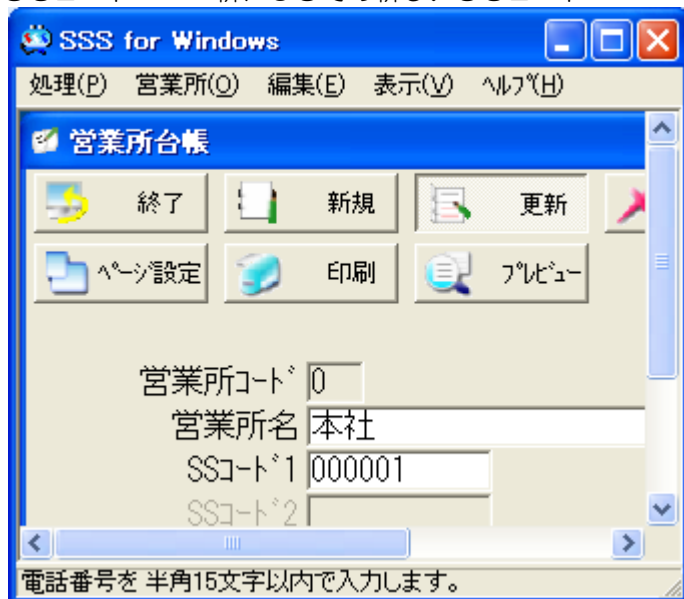 SSS for Windows
処理(P) 営業所(O) 編集(E) 表示(V) ﾍﾙﾌﾟ(H)
営業所台帳
終了 新規 更新
ﾍﾟｰｼﾞ設定 印刷 ﾌﾟﾚﾋﾞｭｰ
営業所ｺｰﾄﾞ 0
営業所名 本社
SSｺｰﾄﾞ1 000001
SSｺｰﾄﾞ2
電話番号を 半角15文字以内で入力します。